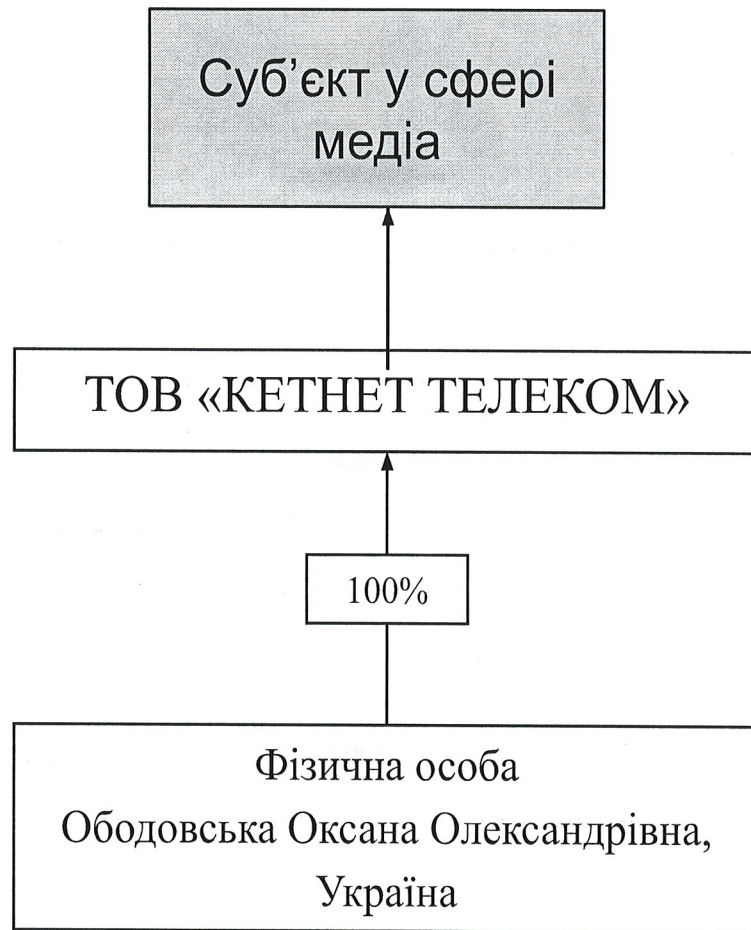 Суб’єкт у сфері
медіа
ТОВ «КЕТНЕТ ТЕЛЕКОМ»
100%
Фізична особа
Ободовська Оксана Олександрівна,
Україна